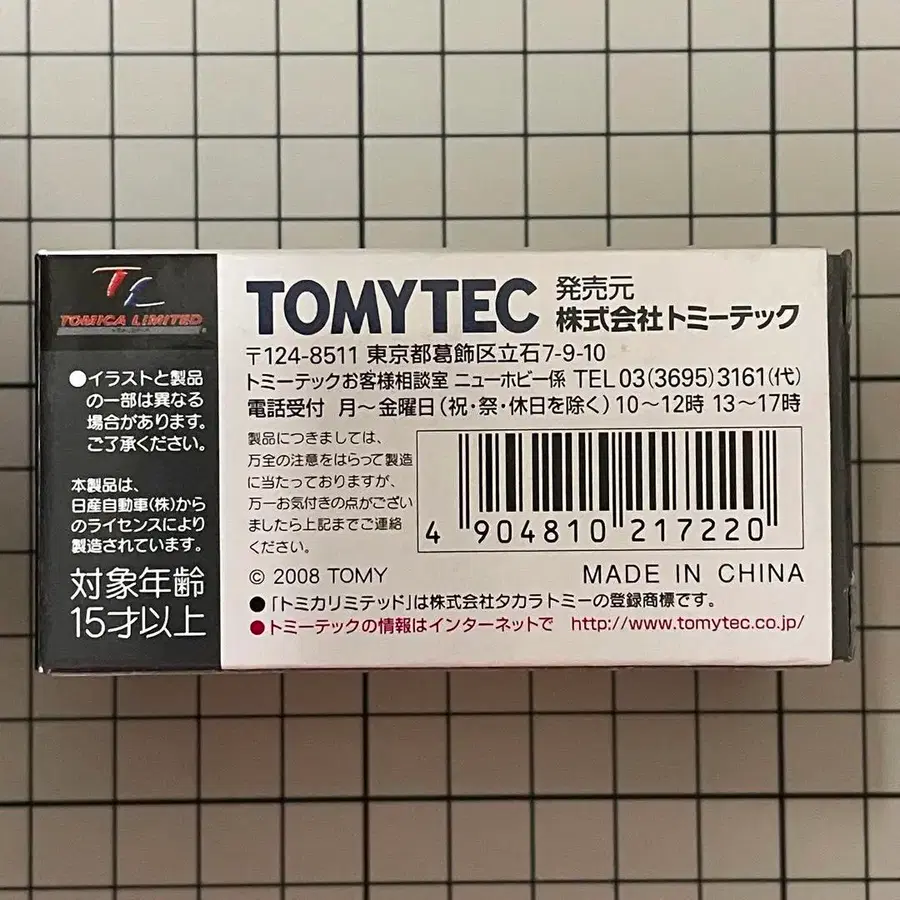 TL
TOMICA LIMITED
●イラストと製品
の一部は異なる
場合があります。
ご了承ください。
本製品は、
日産自動車(株)から
のライセンスにより
製造されています。
対象年齢
15才以上
TOMYTEC 発売元
株式会社トミーテック
〒124-8511 東京都葛飾区立石7-9-10
トミーテックお客様相談室 ニューホビー係 TEL 03(3695)3161(代)
電話受付 月〜金曜日(祝・祭・休日を除く)10〜12時 13〜17時
製品につきましては、
万全の注意をはらって製造
に当たっておりますが、
万一お気付きの点がござい
ましたら上記までご連絡
ください。
4 904810 217220
© 2008 TOMY MADE IN CHINA
●「トミカリミテッド」は株式会社タカラトミーの登録商標です。
●トミーテックの情報はインターネットで http://www.tomytec.co.jp/